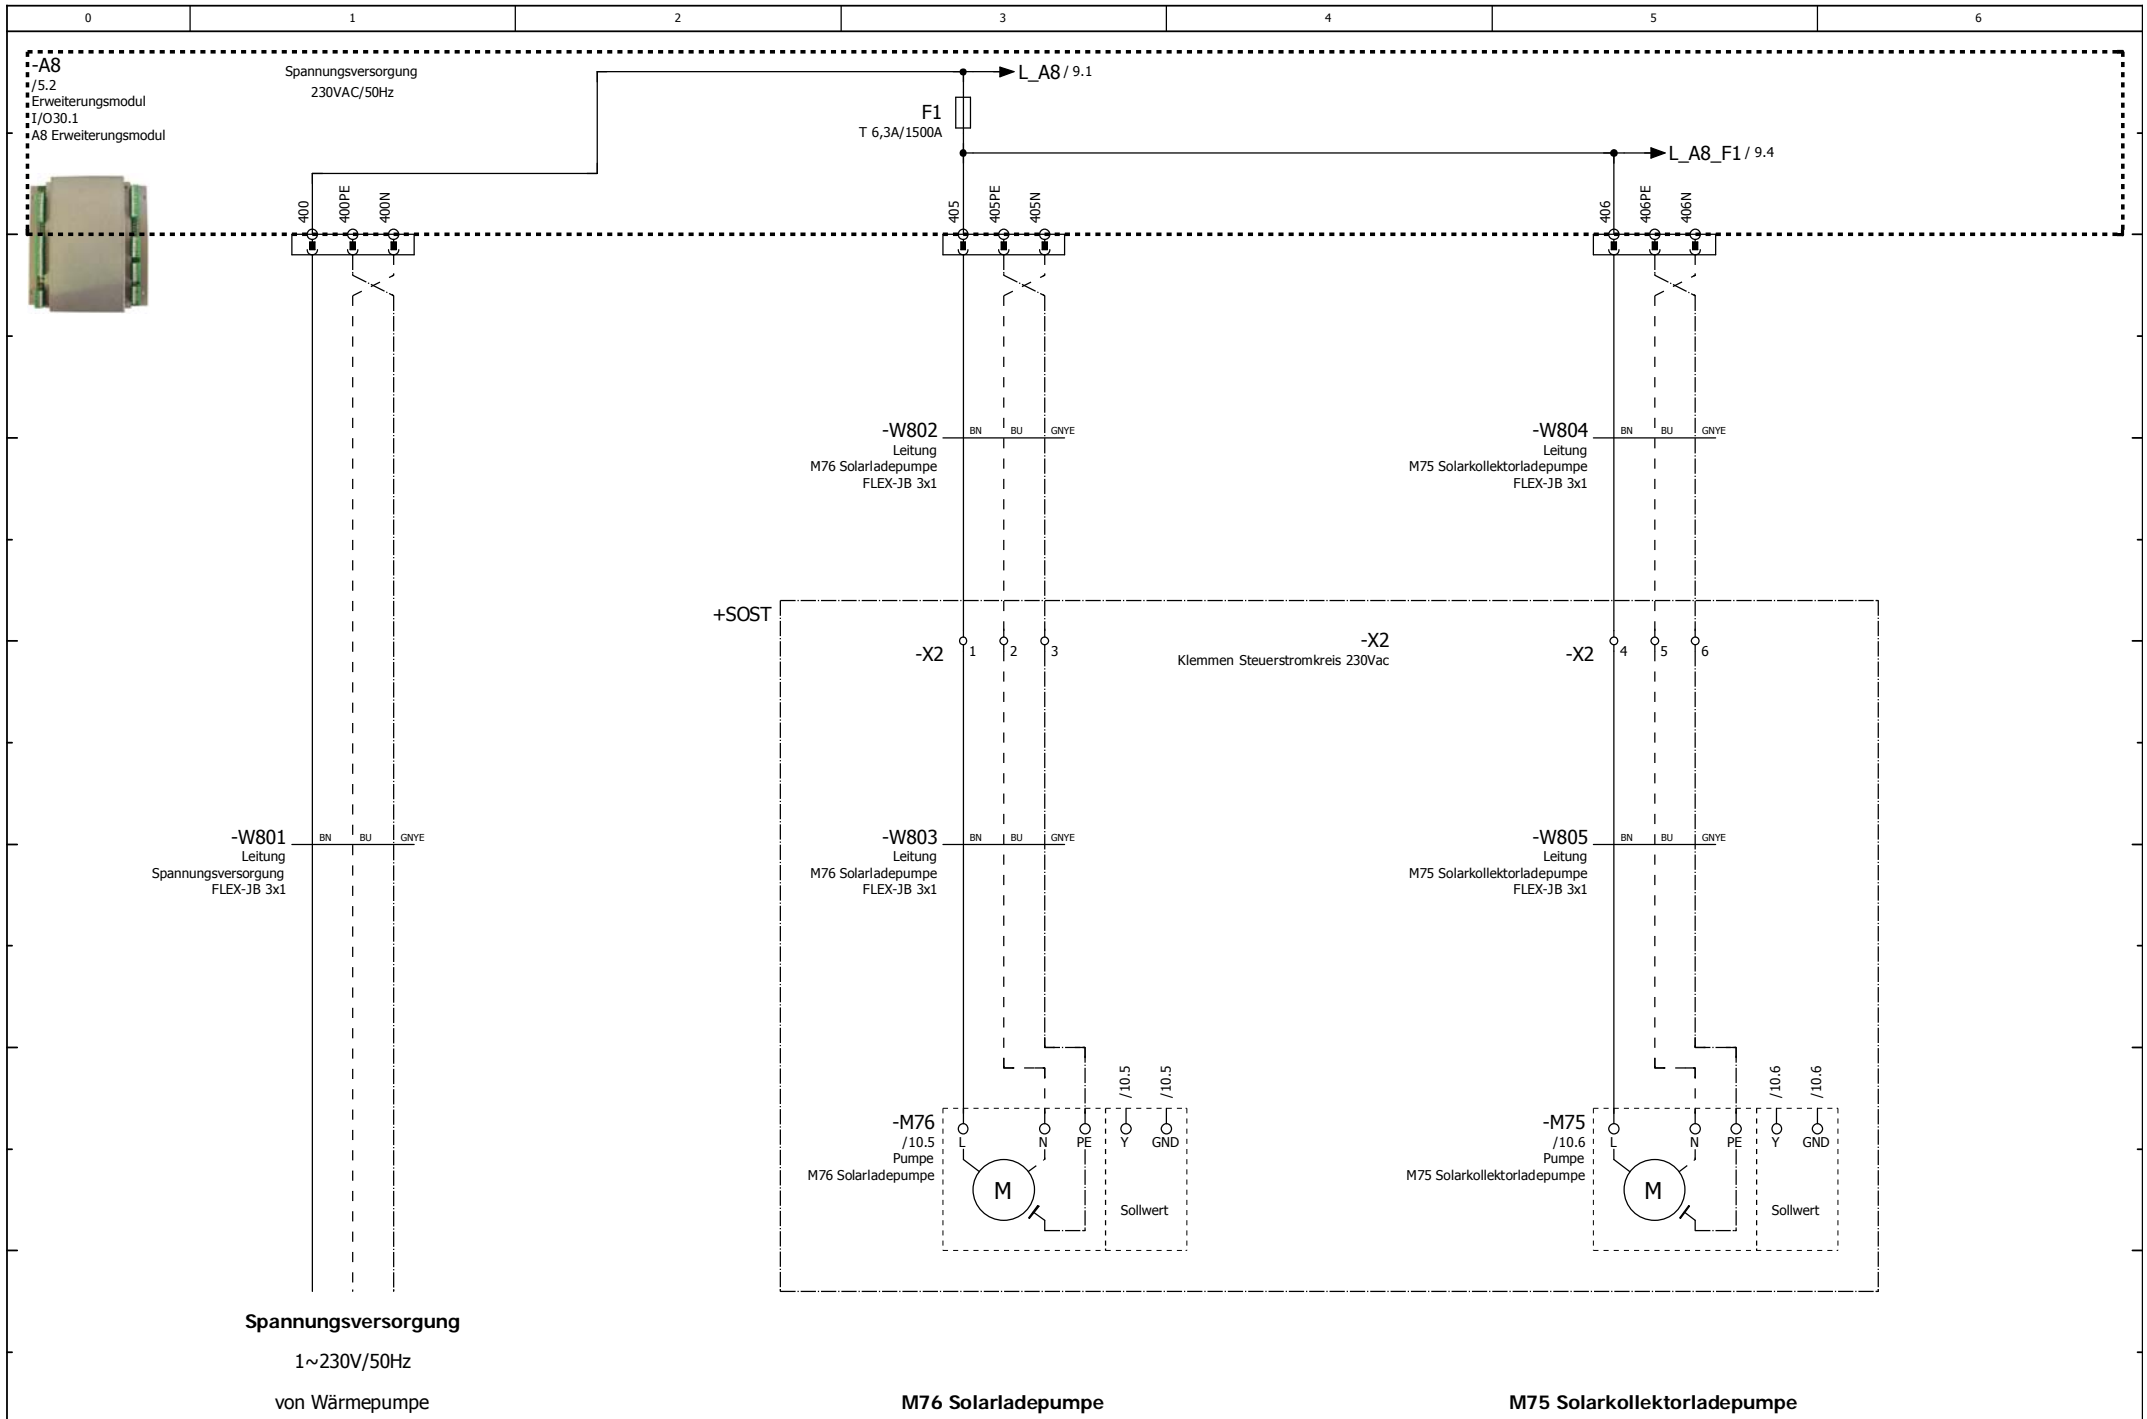 0 1 2 3 4 5 6
-A8
/5.2
Erweiterungsmodul
I/O30.1
A8 Erweiterungsmodul
Spannungsversorgung
230VAC/50Hz
L_A8 / 9.1
F1
T 6,3A/1500A
L_A8_F1 / 9.4
400 400PE 400N
405 405PE 405N
406 406PE 406N
-W802 BN BU GNYE
Leitung
M76 Solarladepumpe
FLEX-JB 3x1
-W804 BN BU GNYE
Leitung
M75 Solarkollektorladepumpe
FLEX-JB 3x1
+SOST
-X2 1 2 3
-X2
Klemmen Steuerstromkreis 230Vac
-X2 4 5 6
-W801 BN BU GNYE
Leitung
Spannungsversorgung
FLEX-JB 3x1
-W803 BN BU GNYE
Leitung
M76 Solarladepumpe
FLEX-JB 3x1
-W805 BN BU GNYE
Leitung
M75 Solarkollektorladepumpe
FLEX-JB 3x1
/10.5 /10.5
-M76
/10.5
Pumpe
M76 Solarladepumpe
L N PE Y GND
M
Sollwert
/10.6 /10.6
-M75
/10.6
Pumpe
M75 Solarkollektorladepumpe
L N PE Y GND
M
Sollwert
Spannungsversorgung
1~230V/50Hz
von Wärmepumpe
M76 Solarladepumpe
M75 Solarkollektorladepumpe